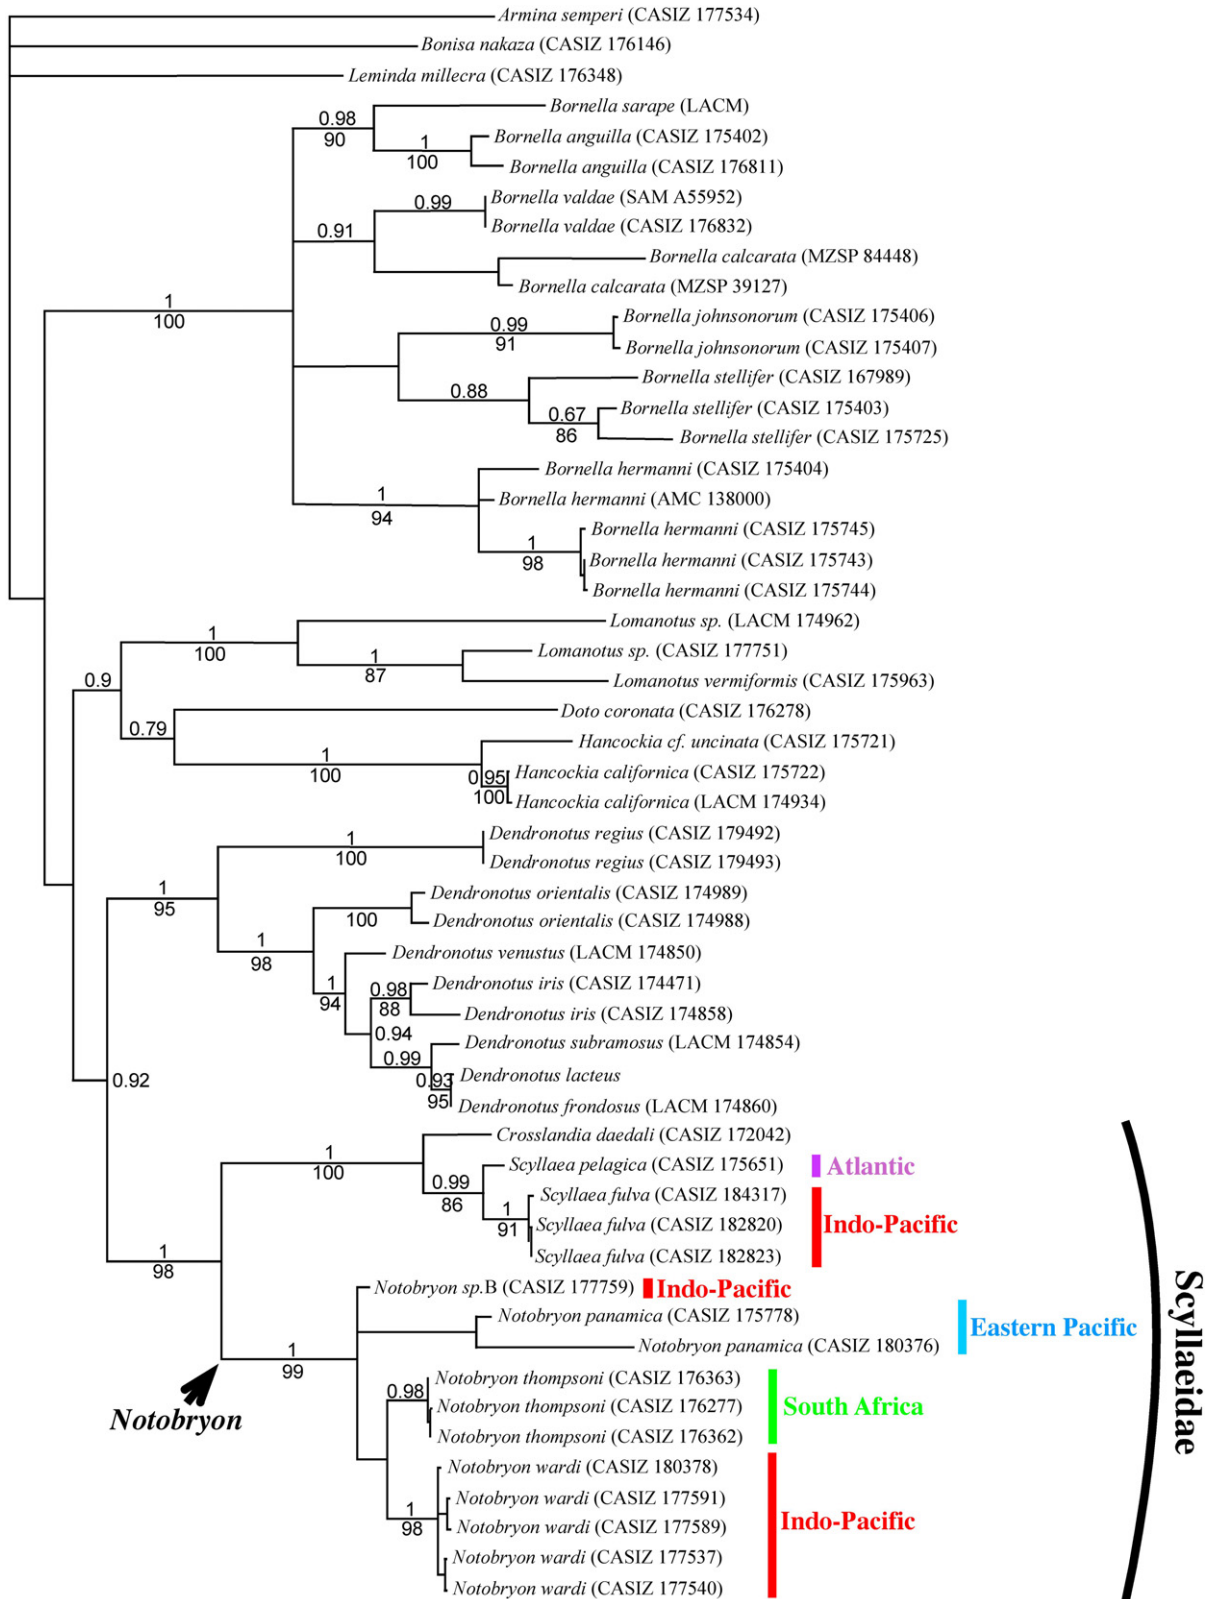 Armina semperi (CASIZ 177534)
Bonisa nakaza (CASIZ 176146)
Leminda millecra (CASIZ 176348)
Bornella sarape (LACM)
0.98
90
Bornella anguilla (CASIZ 175402)
1
100
Bornella anguilla (CASIZ 176811)
Bornella valdae (SAM A55952)
0.99
Bornella valdae (CASIZ 176832)
0.91
Bornella calcarata (MZSP 84448)
Bornella calcarata (MZSP 39127)
1
100
Bornella johnsonorum (CASIZ 175406)
0.99
91
Bornella johnsonorum (CASIZ 175407)
Bornella stellifer (CASIZ 167989)
0.88
Bornella stellifer (CASIZ 175403)
0.67
86
Bornella stellifer (CASIZ 175725)
Bornella hermanni (CASIZ 175404)
1
94
Bornella hermanni (AMC 138000)
Bornella hermanni (CASIZ 175745)
1
98
Bornella hermanni (CASIZ 175743)
Bornella hermanni (CASIZ 175744)
Lomanotus sp. (LACM 174962)
1
100
Lomanotus sp. (CASIZ 177751)
1
87
Lomanotus vermiformis (CASIZ 175963)
0.9
Doto coronata (CASIZ 176278)
0.79
Hancockia cf. uncinata (CASIZ 175721)
1
100
Hancockia californica (CASIZ 175722)
0.95
100
Hancockia californica (LACM 174934)
Dendronotus regius (CASIZ 179492)
1
100
Dendronotus regius (CASIZ 179493)
1
95
Dendronotus orientalis (CASIZ 174989)
100
Dendronotus orientalis (CASIZ 174988)
1
98
Dendronotus venustus (LACM 174850)
1
94
Dendronotus iris (CASIZ 174471)
0.98
88
Dendronotus iris (CASIZ 174858)
0.94
Dendronotus subramosus (LACM 174854)
0.99
Dendronotus lacteus
0.93
95
Dendronotus frondosus (LACM 174860)
0.92
Crosslandia daedali (CASIZ 172042)
1
100
Scyllaea pelagica (CASIZ 175651)
Atlantic
0.99
86
Scyllaea fulva (CASIZ 184317)
1
91
Scyllaea fulva (CASIZ 182820)
Indo-Pacific
Scyllaea fulva (CASIZ 182823)
1
98
Notobryon sp.B (CASIZ 177759)
Indo-Pacific
Notobryon panamica (CASIZ 175778)
Eastern Pacific
Notobryon panamica (CASIZ 180376)
1
99
Notobryon
Notobryon thompsoni (CASIZ 176363)
0.98
Notobryon thompsoni (CASIZ 176277)
South Africa
Notobryon thompsoni (CASIZ 176362)
Notobryon wardi (CASIZ 180378)
Notobryon wardi (CASIZ 177591)
1
98
Notobryon wardi (CASIZ 177589)
Indo-Pacific
Notobryon wardi (CASIZ 177537)
Notobryon wardi (CASIZ 177540)
Scyllaeidae